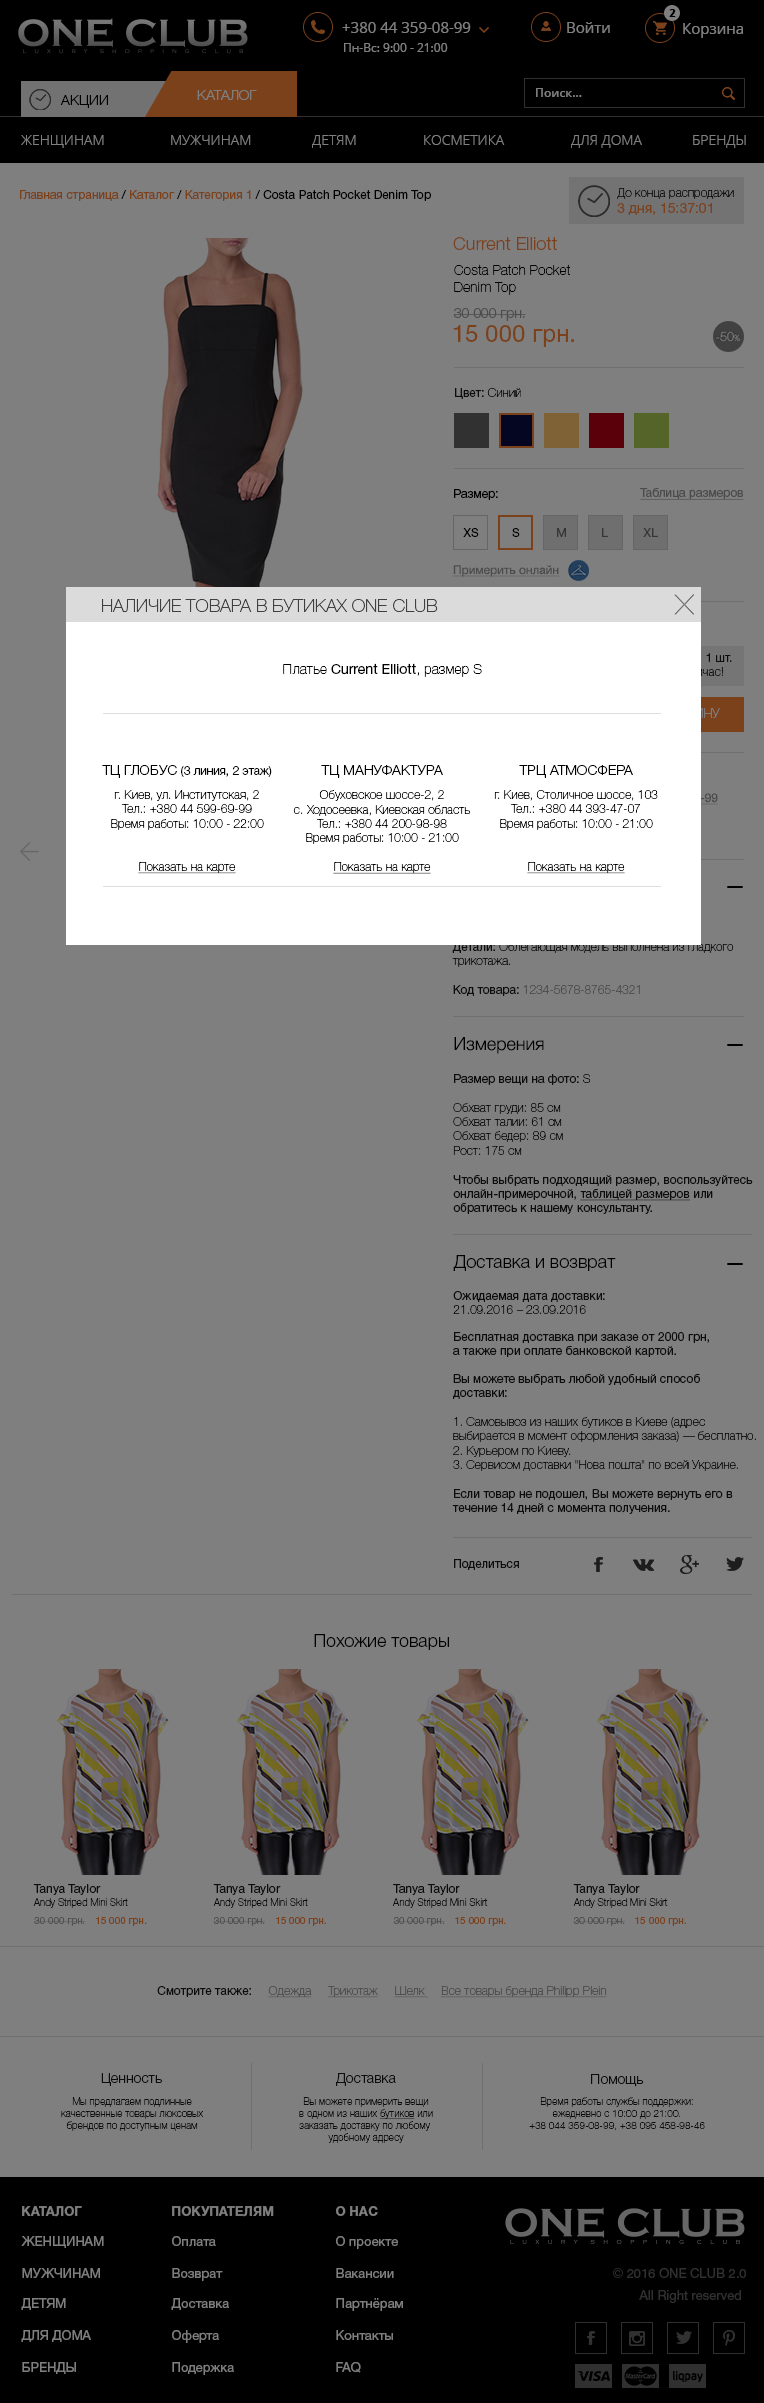 ONE CLUB
LUXURY SHOPPING CLUB
+380 44 359-08-99
Пн-Вс: 9:00 - 21:00
Войти
2
Корзина
АКЦИИ
КАТАЛОГ
Поиск...
ЖЕНЩИНАМ МУЖЧИНАМ ДЕТЯМ КОСМЕТИКА ДЛЯ ДОМА БРЕНДЫ
Главная страница / Каталог / Категория 1 / Costa Patch Pocket Denim Top
До конца распродажи
3 дня, 15:37:01
Current Elliott
Costa Patch Pocket
Denim Top
30 000 грн.
15 000 грн.
-50%
Цвет: Синий
Размер:
Таблица размеров
XS S M L XL
Примерить онлайн
НАЛИЧИЕ ТОВАРА В БУТИКАХ ONE CLUB
1 шт.
Платье Current Elliott, размер S
ТЦ ГЛОБУС (3 линия, 2 этаж)
г. Киев, ул. Институтская, 2
Тел.: +380 44 599-69-99
Время работы: 10:00 - 22:00
Показать на карте
ТЦ МАНУФАКТУРА
Обуховское шоссе-2, 2
с. Ходосеевка, Киевская область
Тел.: +380 44 200-98-98
Время работы: 10:00 - 21:00
Показать на карте
ТРЦ АТМОСФЕРА
г. Киев, Столичное шоссе, 103
Тел.: +380 44 393-47-07
Время работы: 10:00 - 21:00
Показать на карте
Детали: Облегающая модель выполнена из гладкого
трикотажа.
Код товара: 1234-5678-8765-4321
Измерения
Размер вещи на фото: S
Обхват груди: 85 см
Обхват талии: 61 см
Обхват бедер: 89 см
Рост: 175 см
Чтобы выбрать подходящий размер, воспользуйтесь
онлайн-примерочной, таблицей размеров или
обратитесь к нашему консультанту.
Доставка и возврат
Ожидаемая дата доставки:
21.09.2016 – 23.09.2016
Бесплатная доставка при заказе от 2000 грн,
а также при оплате банковской картой.
Вы можете выбрать любой удобный способ
доставки:
1. Самовывоз из наших бутиков в Киеве (адрес
выбирается в момент оформления заказа) — бесплатно.
2. Курьером по Киеву.
3. Сервисом доставки "Нова пошта" по всей Украине.
Если товар не подошел, Вы можете вернуть его в
течение 14 дней с момента получения.
Поделиться
Похожие товары
Tanya Taylor Tanya Taylor Tanya Taylor Tanya Taylor
Andy Striped Mini Skirt Andy Striped Mini Skirt Andy Striped Mini Skirt Andy Striped Mini Skirt
30 000 грн. 15 000 грн. 30 000 грн. 15 000 грн. 30 000 грн. 15 000 грн. 30 000 грн. 15 000 грн.
Смотрите также: Одежда Трикотаж Шелк Все товары бренда Philipp Plein
Ценность
Мы предлагаем подлинные
качественные товары люксовых
брендов по доступным ценам
Доставка
Вы можете примерить вещи
в одном из наших бутиков или
заказать доставку по любому
удобному адресу
Помощь
Время работы службы поддержки:
ежедневно с 10:00 до 21:00.
+38 044 359-08-99, +38 095 458-98-46
КАТАЛОГ
ЖЕНЩИНАМ
МУЖЧИНАМ
ДЕТЯМ
ДЛЯ ДОМА
БРЕНДЫ
ПОКУПАТЕЛЯМ
Оплата
Возврат
Доставка
Оферта
Подержка
О НАС
О проекте
Вакансии
Партнёрам
Контакты
FAQ
ONE CLUB
LUXURY SHOPPING CLUB
© 2016 ONE CLUB 2.0
All Right reserved
VISA MasterCard liqpay